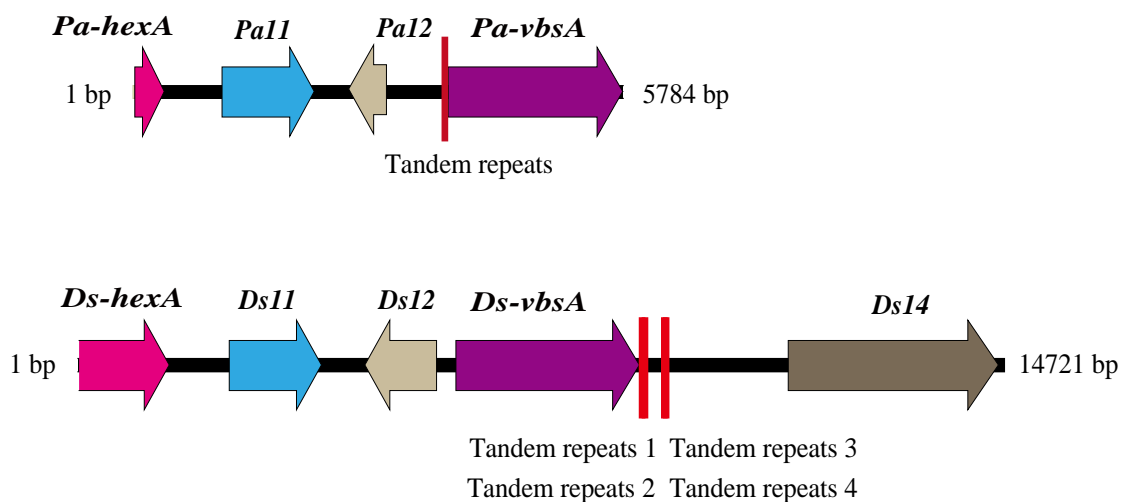 Pa-hexA Pa11 Pa12 Pa-vbsA
1 bp 5784 bp
Tandem repeats
Ds-hexA Ds11 Ds12 Ds-vbsA Ds14
1 bp 14721 bp
Tandem repeats 1 Tandem repeats 3
Tandem repeats 2 Tandem repeats 4